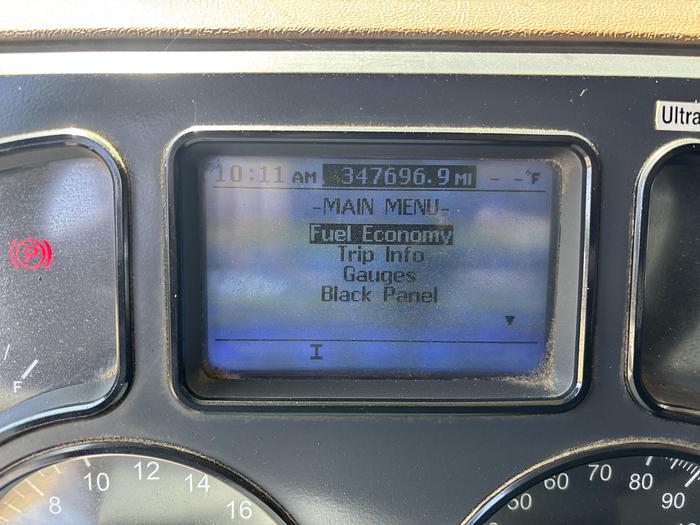 Ultra
10:11 AM 347696.9 MI - -°F
-MAIN MENU-
Fuel Economy
Trip Info
Gauges
Black Panel
P
I
F
8 10 12 14 16
50 60 70 80 90